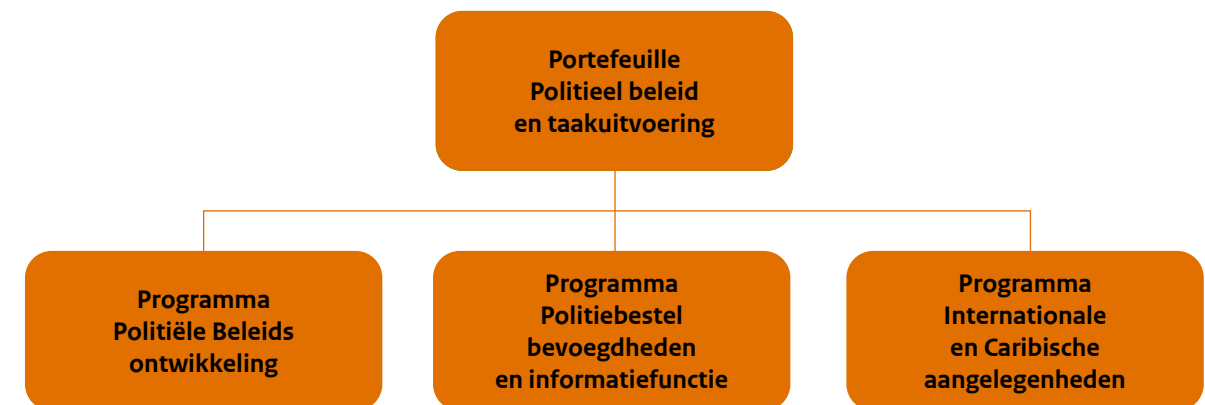 Portefeuille
Politieel beleid
en taakuitvoering
Programma
Politiële Beleids
ontwikkeling
Programma
Politiebestel
bevoegdheden
en informatiefunctie
Programma
Internationale
en Caribische
aangelegenheden